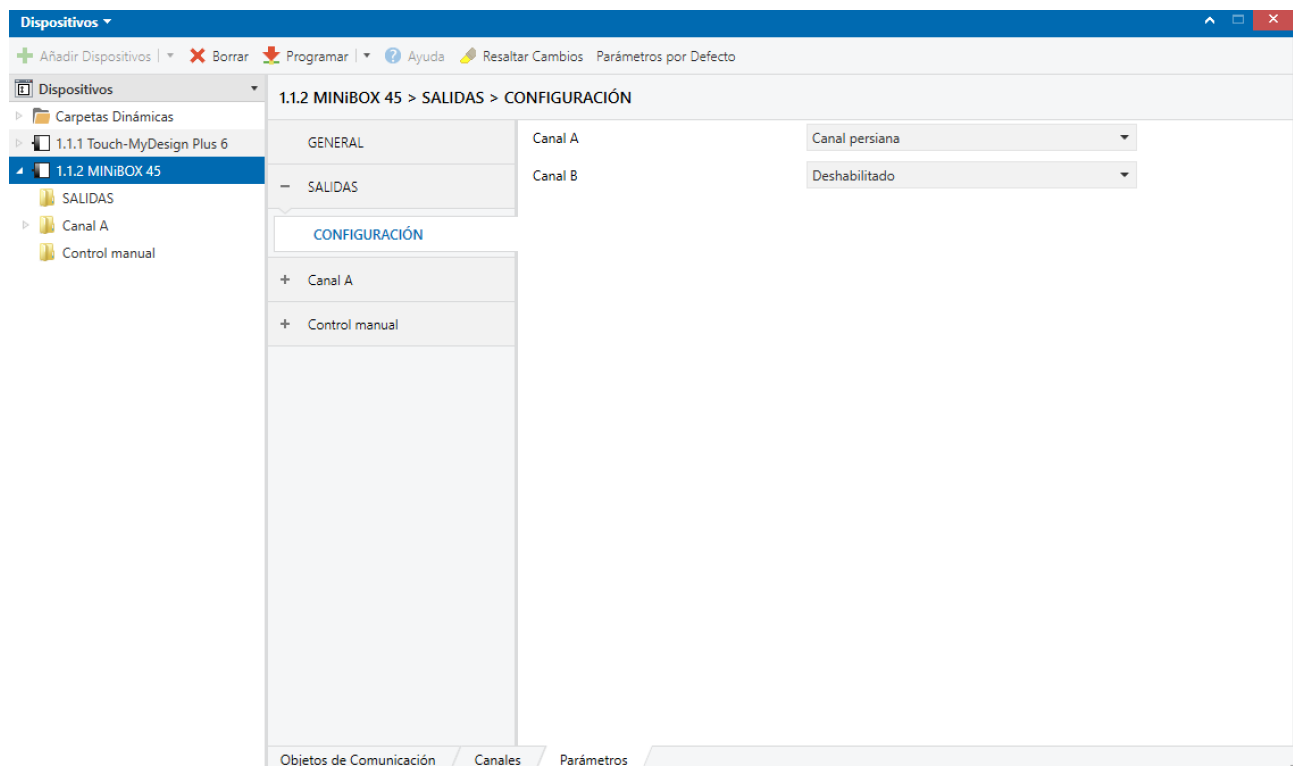 Dispositivos
Añadir Dispositivos Borrar Programar Ayuda Resaltar Cambios Parámetros por Defecto
Dispositivos
Carpetas Dinámicas
1.1.1 Touch-MyDesign Plus 6
1.1.2 MINiBOX 45
SALIDAS
Canal A
Control manual
1.1.2 MINiBOX 45 > SALIDAS > CONFIGURACIÓN
GENERAL
SALIDAS
CONFIGURACIÓN
Canal A
Control manual
Canal A Canal persiana
Canal B Deshabilitado
Objetos de Comunicación Canales Parámetros